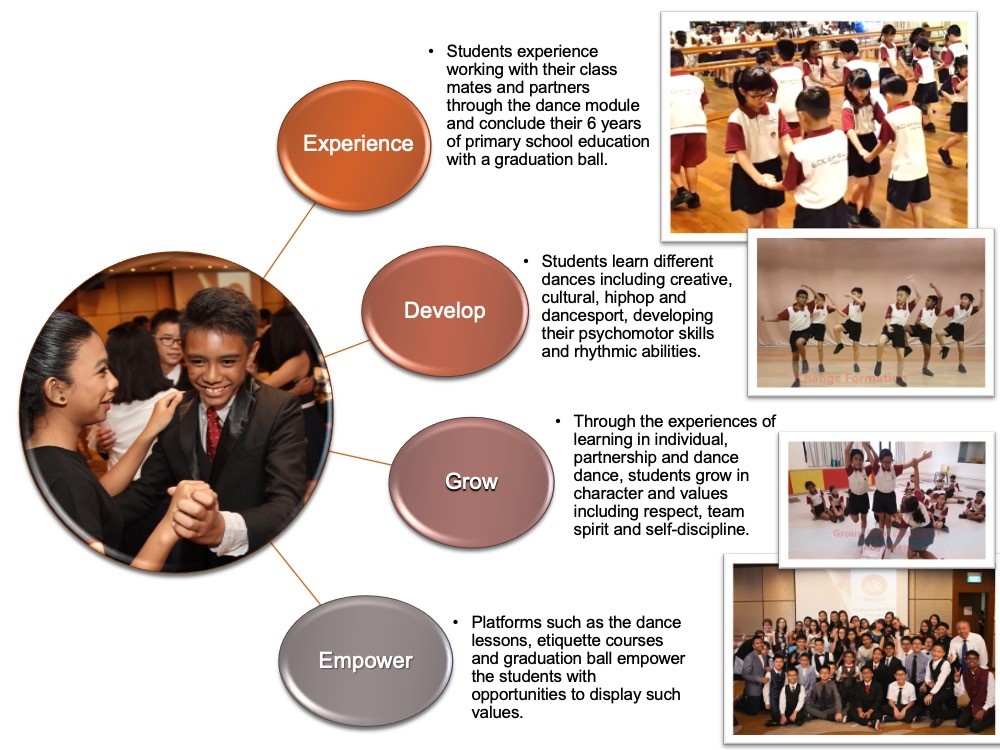 Experience
• Students experience
working with their class
mates and partners
through the dance module
and conclude their 6 years
of primary school education
with a graduation ball.
Develop
• Students learn different
dances including creative,
cultural, hiphop and
dancesport, developing
their psychomotor skills
and rhythmic abilities.
Change Formation
Grow
• Through the experiences of
learning in individual,
partnership and dance
dance, students grow in
character and values
including respect, team
spirit and self-discipline.
Empower
• Platforms such as the dance
lessons, etiquette courses
and graduation ball empower
the students with
opportunities to display such
values.